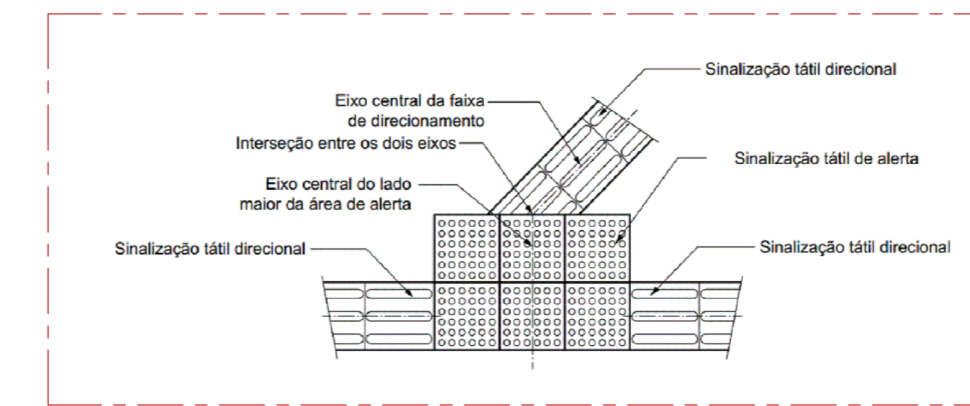 Sinalização tátil direcional
Eixo central da faixa
de direcionamento
Interseção entre os dois eixos
Sinalização tátil de alerta
Eixo central do lado
maior da área de alerta
Sinalização tátil direcional
Sinalização tátil direcional